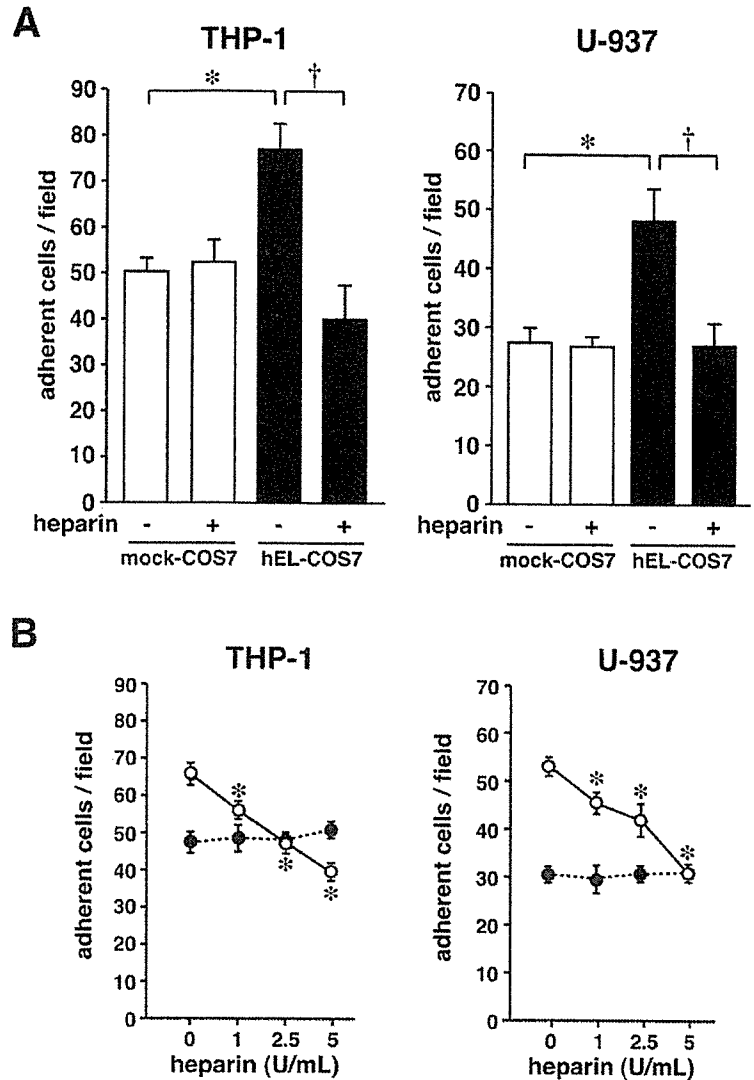 A
THP-1
U-937
* †
* †
adherent cells / field
90
80
70
60
50
40
30
20
10
0
adherent cells / field
70
60
50
40
30
20
10
0
heparin - + - +
mock-COS7 hEL-COS7
heparin - + - +
mock-COS7 hEL-COS7
B
THP-1
U-937
adherent cells / field
90
80
70
60
50
40
30
20
10
0
* * *
0 1 2.5 5
heparin (U/mL)
adherent cells / field
70
60
50
40
30
20
10
0
* * *
0 1 2.5 5
heparin (U/mL)